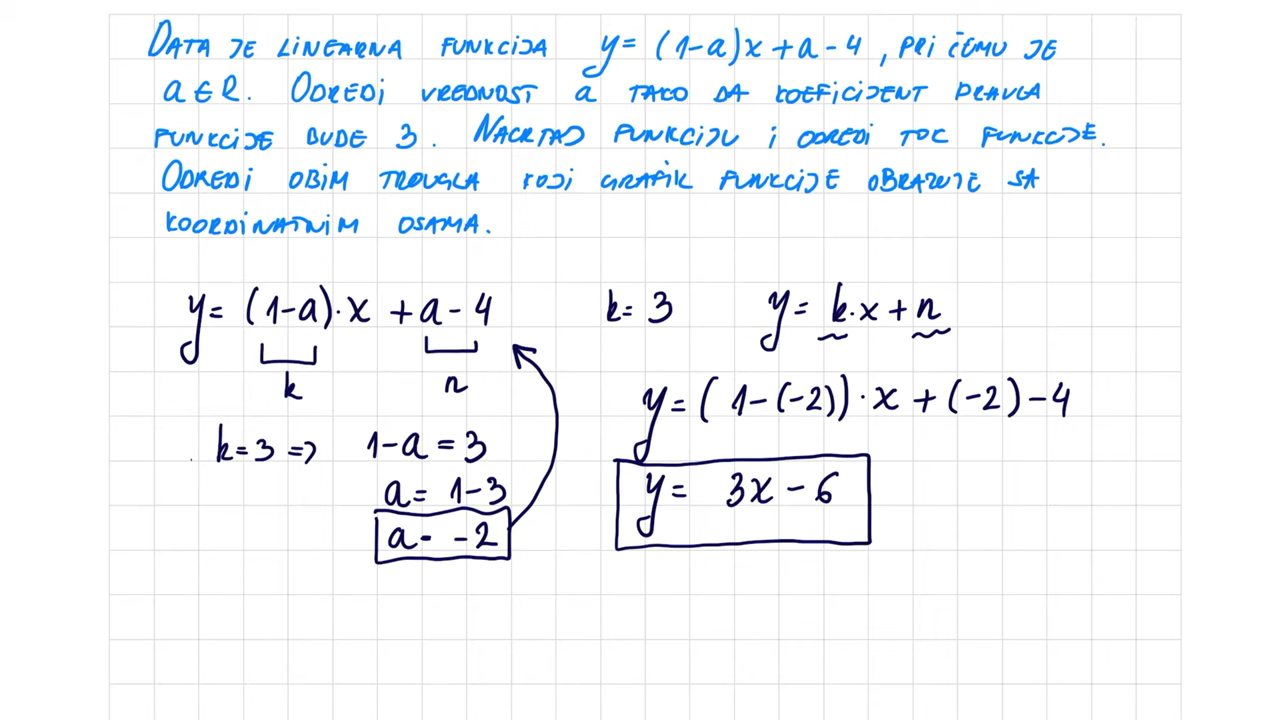 DATA JE LINEARNA FUNKCIJA y = (1-a)x + a - 4, PRI ČEMU JE
a ∈ R. ODREDI VREDNOST a TAKO DA KOEFICIJENT PRAVCA
FUNKCIJE BUDE 3. NACRTAJ FUNKCIJU I ODREDI TOK FUNKCIJE.
ODREDI OBIM TROUGLA KOJI GRAFIK FUNKCIJE OBRAZUJE SA
KOORDINATNIM OSAMA.
y = (1-a)·x + a - 4
k n
k = 3 => 1-a = 3
a = 1-3
a = -2
k = 3 y = k·x + n
y = (1-(-2))·x + (-2) - 4
y = 3x - 6